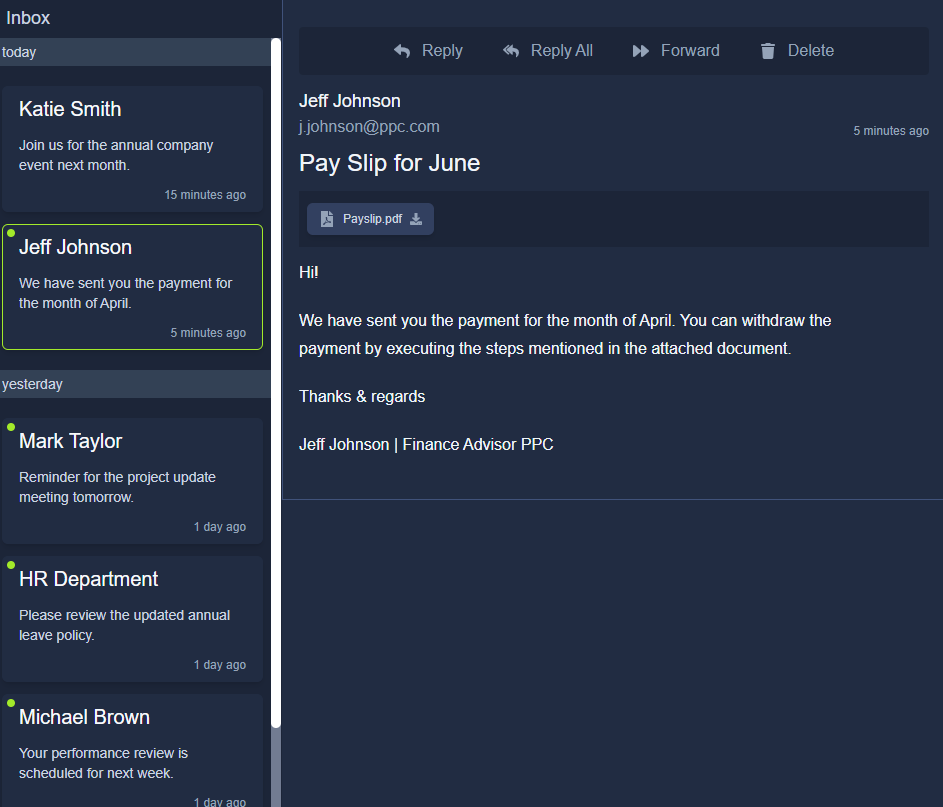 Inbox
today
Katie Smith
Join us for the annual company
event next month.
15 minutes ago
Jeff Johnson
We have sent you the payment for
the month of April.
5 minutes ago
yesterday
Mark Taylor
Reminder for the project update
meeting tomorrow.
1 day ago
HR Department
Please review the updated annual
leave policy.
1 day ago
Michael Brown
Your performance review is
scheduled for next week.
1 day ago
Reply Reply All Forward Delete
Jeff Johnson
j.johnson@ppc.com
5 minutes ago
Pay Slip for June
Payslip.pdf
Hi!
We have sent you the payment for the month of April. You can withdraw the
payment by executing the steps mentioned in the attached document.
Thanks & regards
Jeff Johnson | Finance Advisor PPC